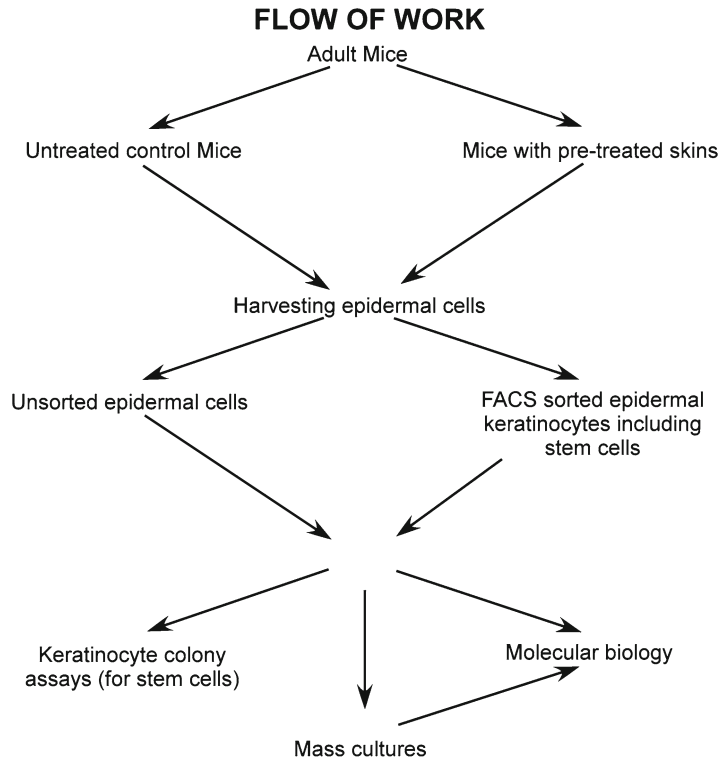 FLOW OF WORK
Adult Mice
Untreated control Mice
Mice with pre-treated skins
Harvesting epidermal cells
Unsorted epidermal cells
FACS sorted epidermal
keratinocytes including
stem cells
Keratinocyte colony
assays (for stem cells)
Molecular biology
Mass cultures